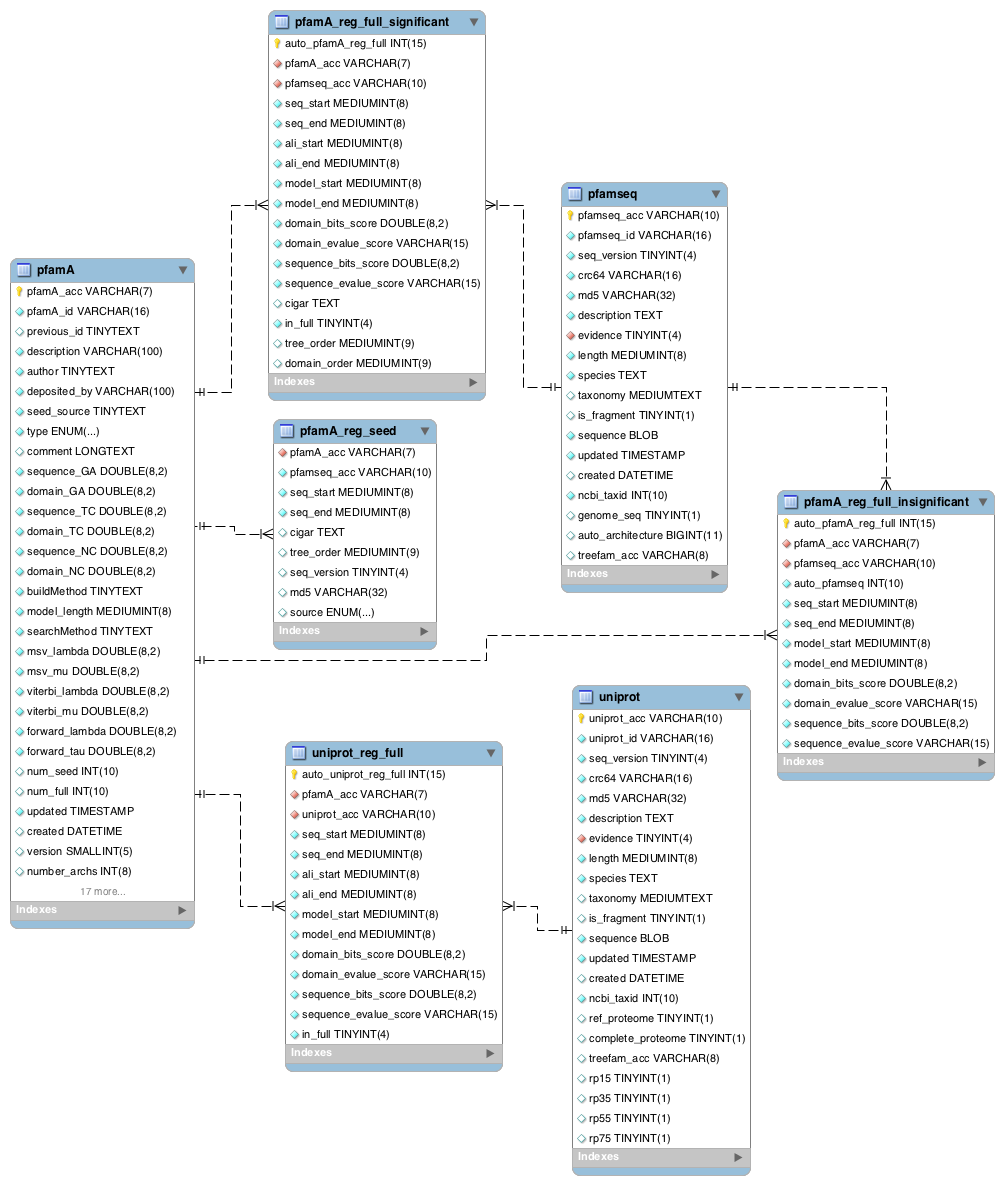 pfamA_reg_full_significant
auto_pfamA_reg_full INT(15)
pfamA_acc VARCHAR(7)
pfamseq_acc VARCHAR(10)
seq_start MEDIUMINT(8)
seq_end MEDIUMINT(8)
ali_start MEDIUMINT(8)
ali_end MEDIUMINT(8)
model_start MEDIUMINT(8)
model_end MEDIUMINT(8)
domain_bits_score DOUBLE(8,2)
domain_evalue_score VARCHAR(15)
sequence_bits_score DOUBLE(8,2)
sequence_evalue_score VARCHAR(15)
cigar TEXT
in_full TINYINT(4)
tree_order MEDIUMINT(9)
domain_order MEDIUMINT(9)
Indexes
pfamseq
pfamseq_acc VARCHAR(10)
pfamseq_id VARCHAR(16)
seq_version TINYINT(4)
crc64 VARCHAR(16)
md5 VARCHAR(32)
description TEXT
evidence TINYINT(4)
length MEDIUMINT(8)
species TEXT
taxonomy MEDIUMTEXT
is_fragment TINYINT(1)
sequence BLOB
updated TIMESTAMP
created DATETIME
ncbi_taxid INT(10)
genome_seq TINYINT(1)
auto_architecture BIGINT(11)
treefam_acc VARCHAR(8)
Indexes
pfamA
pfamA_acc VARCHAR(7)
pfamA_id VARCHAR(16)
previous_id TINYTEXT
description VARCHAR(100)
author TINYTEXT
deposited_by VARCHAR(100)
seed_source TINYTEXT
type ENUM(...)
comment LONGTEXT
sequence_GA DOUBLE(8,2)
domain_GA DOUBLE(8,2)
sequence_TC DOUBLE(8,2)
domain_TC DOUBLE(8,2)
sequence_NC DOUBLE(8,2)
domain_NC DOUBLE(8,2)
buildMethod TINYTEXT
model_length MEDIUMINT(8)
searchMethod TINYTEXT
msv_lambda DOUBLE(8,2)
msv_mu DOUBLE(8,2)
viterbi_lambda DOUBLE(8,2)
viterbi_mu DOUBLE(8,2)
forward_lambda DOUBLE(8,2)
forward_tau DOUBLE(8,2)
num_seed INT(10)
num_full INT(10)
updated TIMESTAMP
created DATETIME
version SMALLINT(5)
number_archs INT(8)
17 more...
Indexes
pfamA_reg_seed
pfamA_acc VARCHAR(7)
pfamseq_acc VARCHAR(10)
seq_start MEDIUMINT(8)
seq_end MEDIUMINT(8)
cigar TEXT
tree_order MEDIUMINT(9)
seq_version TINYINT(4)
md5 VARCHAR(32)
source ENUM(...)
Indexes
pfamA_reg_full_insignificant
auto_pfamA_reg_full INT(15)
pfamA_acc VARCHAR(7)
pfamseq_acc VARCHAR(10)
auto_pfamseq INT(10)
seq_start MEDIUMINT(8)
seq_end MEDIUMINT(8)
model_start MEDIUMINT(8)
model_end MEDIUMINT(8)
domain_bits_score DOUBLE(8,2)
domain_evalue_score VARCHAR(15)
sequence_bits_score DOUBLE(8,2)
sequence_evalue_score VARCHAR(15)
Indexes
uniprot_reg_full
auto_uniprot_reg_full INT(15)
pfamA_acc VARCHAR(7)
uniprot_acc VARCHAR(10)
seq_start MEDIUMINT(8)
seq_end MEDIUMINT(8)
ali_start MEDIUMINT(8)
ali_end MEDIUMINT(8)
model_start MEDIUMINT(8)
model_end MEDIUMINT(8)
domain_bits_score DOUBLE(8,2)
domain_evalue_score VARCHAR(15)
sequence_bits_score DOUBLE(8,2)
sequence_evalue_score VARCHAR(15)
in_full TINYINT(4)
Indexes
uniprot
uniprot_acc VARCHAR(10)
uniprot_id VARCHAR(16)
seq_version TINYINT(4)
crc64 VARCHAR(16)
md5 VARCHAR(32)
description TEXT
evidence TINYINT(4)
length MEDIUMINT(8)
species TEXT
taxonomy MEDIUMTEXT
is_fragment TINYINT(1)
sequence BLOB
updated TIMESTAMP
created DATETIME
ncbi_taxid INT(10)
ref_proteome TINYINT(1)
complete_proteome TINYINT(1)
treefam_acc VARCHAR(8)
rp15 TINYINT(1)
rp35 TINYINT(1)
rp55 TINYINT(1)
rp75 TINYINT(1)
Indexes